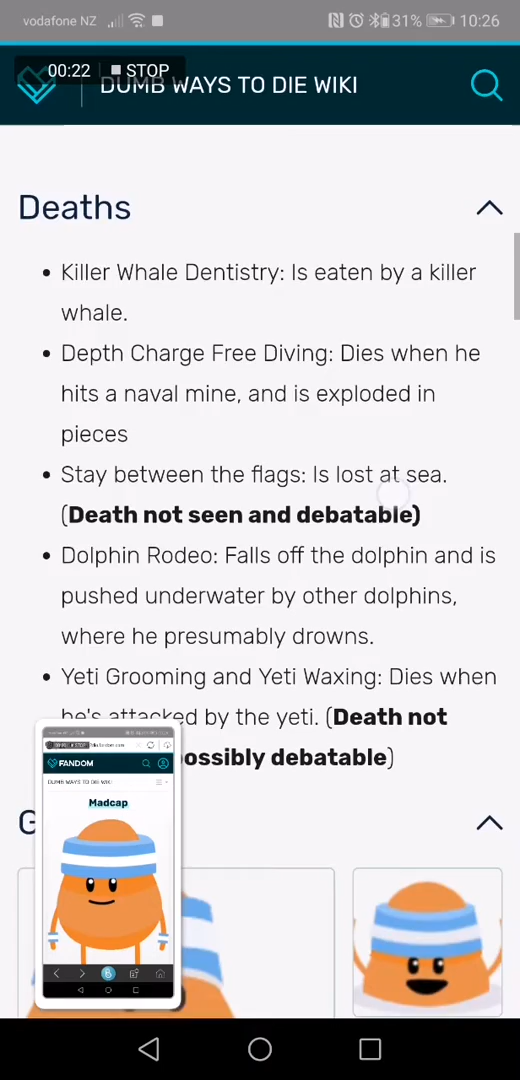 vodafone NZ 31% 10:26
00:22 STOP
DUMB WAYS TO DIE WIKI
Deaths
Killer Whale Dentistry: Is eaten by a killer
whale.
Depth Charge Free Diving: Dies when he
hits a naval mine, and is exploded in
pieces
Stay between the flags: Is lost at sea.
(Death not seen and debatable)
Dolphin Rodeo: Falls off the dolphin and is
pushed underwater by other dolphins,
where he presumably drowns.
Yeti Grooming and Yeti Waxing: Dies when
he's attacked by the yeti. (Death not
possibly debatable)
G
FANDOM
DUMB WAYS TO DIE WIKI
Madcap